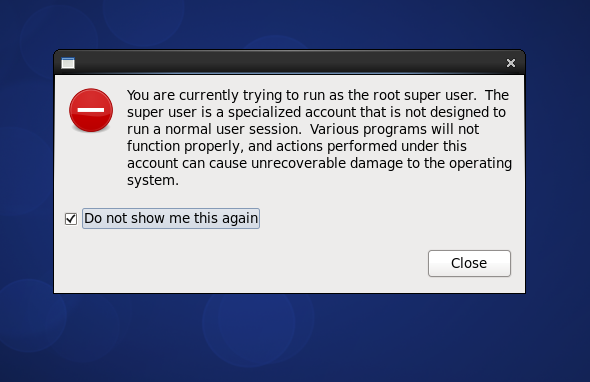 You are currently trying to run as the root super user.  The
super user is a specialized account that is not designed to
run a normal user session.  Various programs will not
function properly, and actions performed under this
account can cause unrecoverable damage to the operating
system.
Do not show me this again
Close